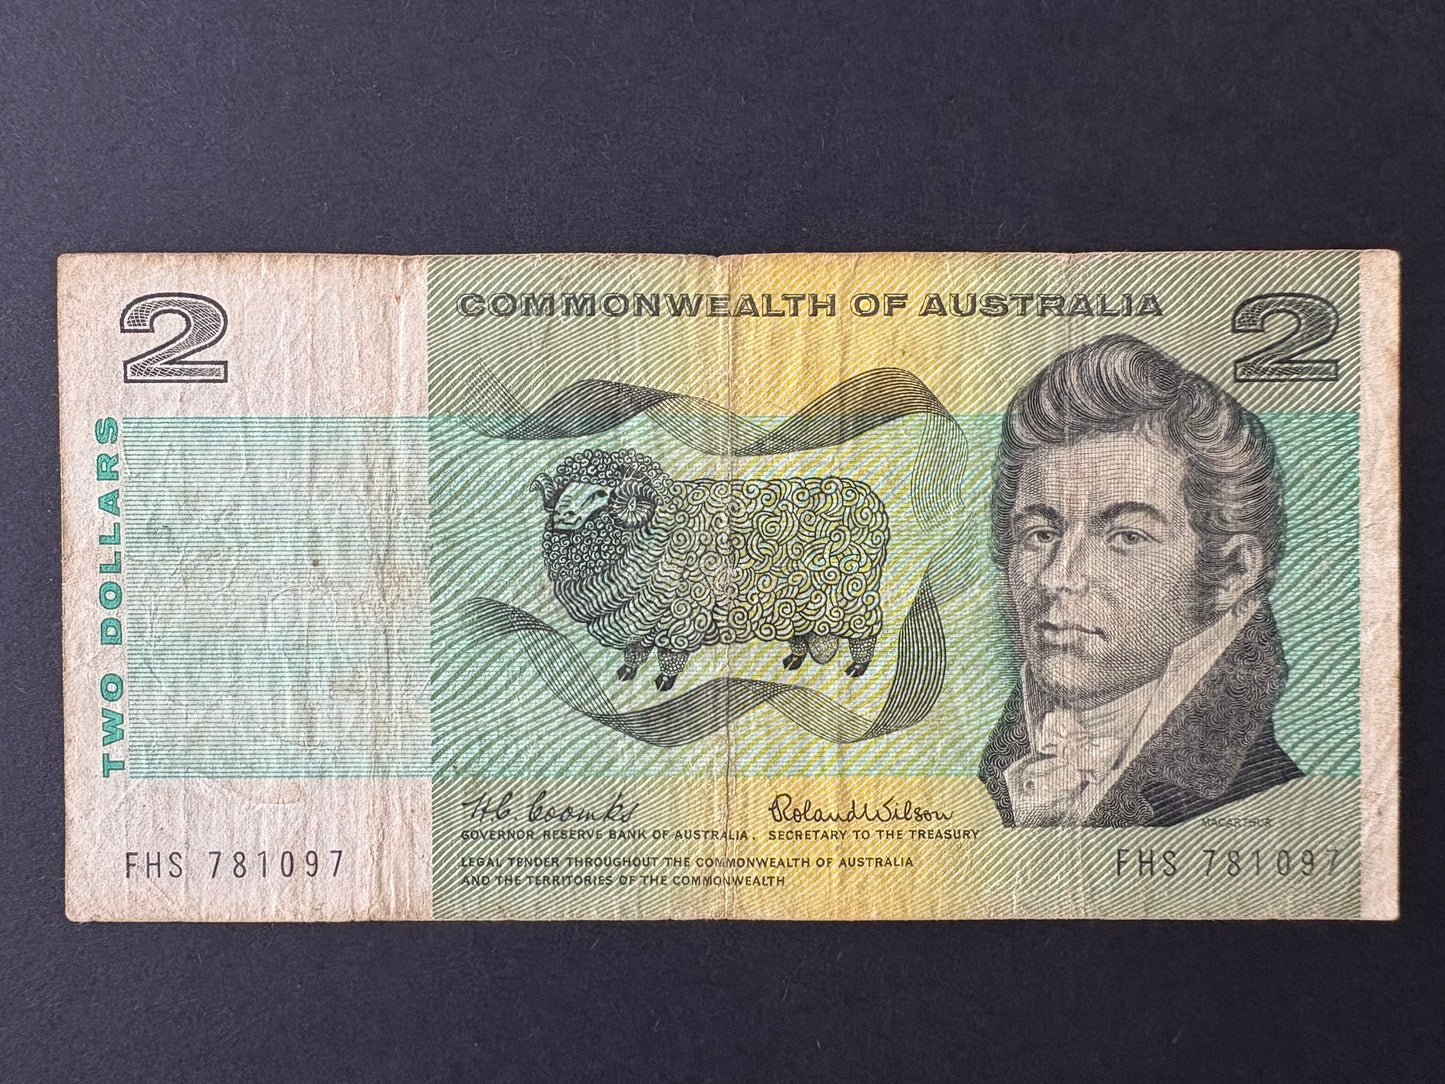 2
COMMONWEALTH OF AUSTRALIA
2
TWO DOLLARS
H.C. Coombs
Roland Wilson
GOVERNOR RESERVE BANK OF AUSTRALIA.
SECRETARY TO THE TREASURY
MACARTHUR
LEGAL TENDER THROUGHOUT THE COMMONWEALTH OF AUSTRALIA
AND THE TERRITORIES OF THE COMMONWEALTH
FHS 781097
FHS 781097